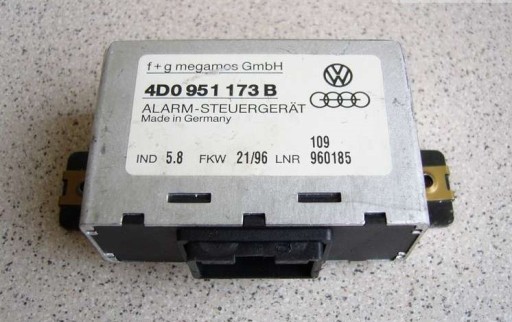 f+g megamos GmbH
4D0 951 173 B
ALARM-STEUERGERÄT
Made in Germany
109
IND 5.8 FKW 21/96 LNR 960185